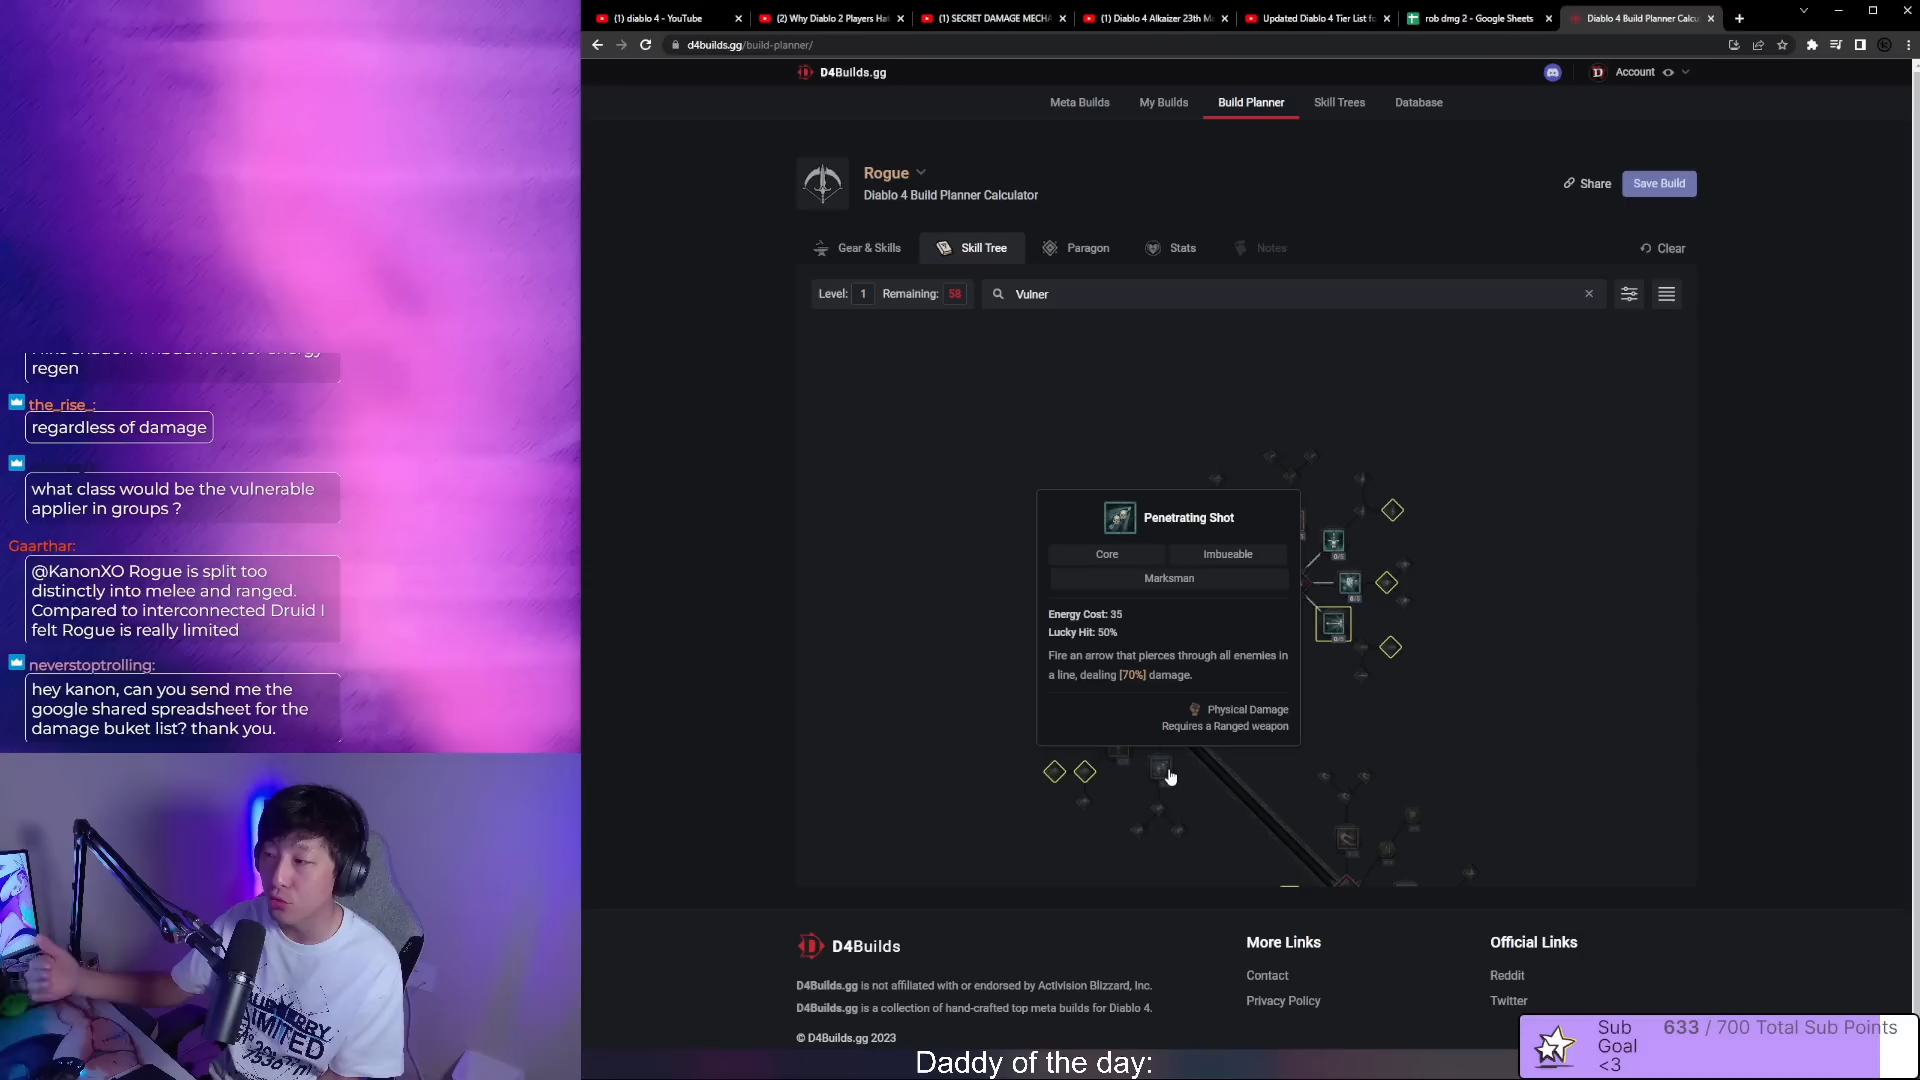 (1) diablo 4 - YouTube
(2) Why Diablo 2 Players Ha
(1) SECRET DAMAGE MECHA
(1) Diablo 4 Alkaizer 23th M
Updated Diablo 4 Tier List fo
rob dmg 2 - Google Sheets
Diablo 4 Build Planner Calcu
d4builds.gg/build-planner/
D4Builds.gg
Account
Meta Builds
My Builds
Build Planner
Skill Trees
Database
Rogue
Diablo 4 Build Planner Calculator
Share
Save Build
Gear & Skills
Skill Tree
Paragon
Stats
Notes
Clear
Level: 1
Remaining: 58
Vulner
Penetrating Shot
Core
Imbueable
Marksman
Energy Cost: 35
Lucky Hit: 50%
Fire an arrow that pierces through all enemies in
a line, dealing [70%] damage.
Physical Damage
Requires a Ranged weapon
regen
the_rise_:
regardless of damage
what class would be the vulnerable
applier in groups ?
Gaarthar:
@KanonXO Rogue is split too
distinctly into melee and ranged.
Compared to interconnected Druid I
felt Rogue is really limited
neverstoptrolling:
hey kanon, can you send me the
google shared spreadsheet for the
damage buket list? thank you.
D4Builds
D4Builds.gg is not affiliated with or endorsed by Activision Blizzard, Inc.
D4Builds.gg is a collection of hand-crafted top meta builds for Diablo 4.
© D4Builds.gg 2023
More Links
Contact
Privacy Policy
Official Links
Reddit
Twitter
Sub
Goal
<3
633 / 700 Total Sub Points
Daddy of the day: